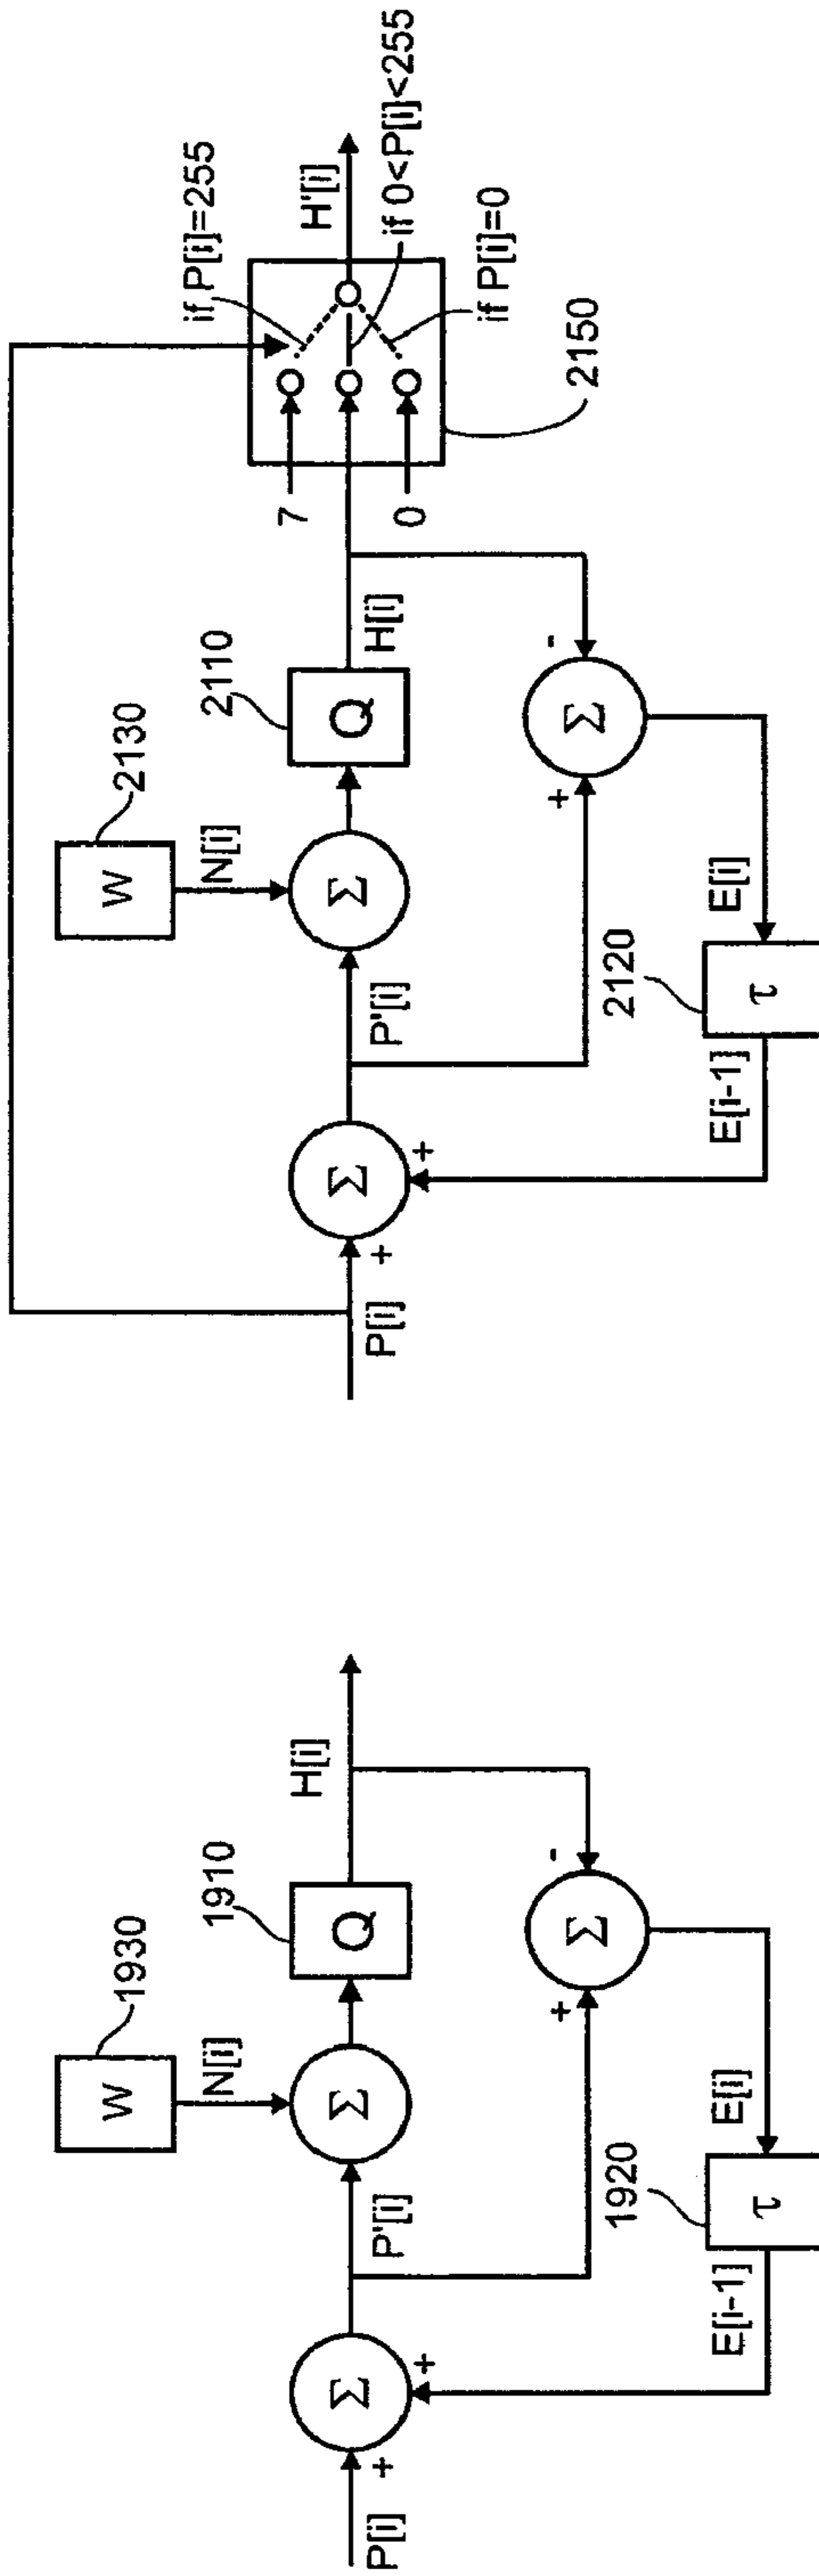 P[i]
+
Σ
+
P'[i]
Σ
N[i]
W
1930
Q
1910
H[i]
-
+
Σ
E[i]
τ
1920
E[i-1]
P[i]
+
Σ
+
P'[i]
Σ
N[i]
W
2130
Q
2110
H[i]
-
+
Σ
E[i]
τ
2120
E[i-1]
7
0
if P[i]=255
H'[i]
if 0<P[i]<255
if P[i]=0
2150